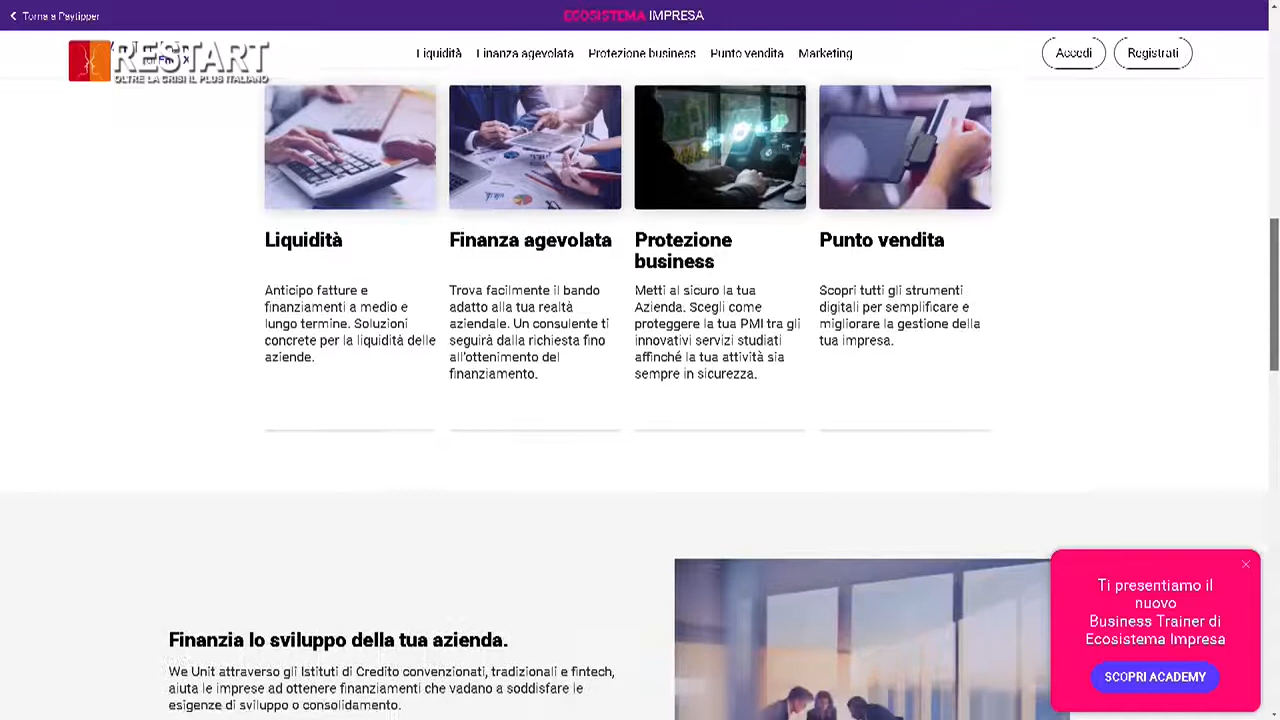 Torna a Paytipper
ECOSISTEMA IMPRESA
RESTART
OLTRE LA CRISI IL PLUS ITALIANO
Liquidità
Finanza agevolata
Protezione business
Punto vendita
Marketing
Accedi
Registrati
Liquidità
Anticipo fatture e
finanziamenti a medio e
lungo termine. Soluzioni
concrete per la liquidità delle
aziende.
Finanza agevolata
Trova facilmente il bando
adatto alla tua realtà
aziendale. Un consulente ti
seguirà dalla richiesta fino
all'ottenimento del
finanziamento.
Protezione
business
Metti al sicuro la tua
Azienda. Scegli come
proteggere la tua PMI tra gli
innovativi servizi studiati
affinché la tua attività sia
sempre in sicurezza.
Punto vendita
Scopri tutti gli strumenti
digitali per semplificare e
migliorare la gestione della
tua impresa.
Finanzia lo sviluppo della tua azienda.
We Unit attraverso gli Istituti di Credito convenzionati, tradizionali e fintech,
aiuta le imprese ad ottenere finanziamenti che vadano a soddisfare le
esigenze di sviluppo o consolidamento.
Ti presentiamo il
nuovo
Business Trainer di
Ecosistema Impresa
SCOPRI ACADEMY